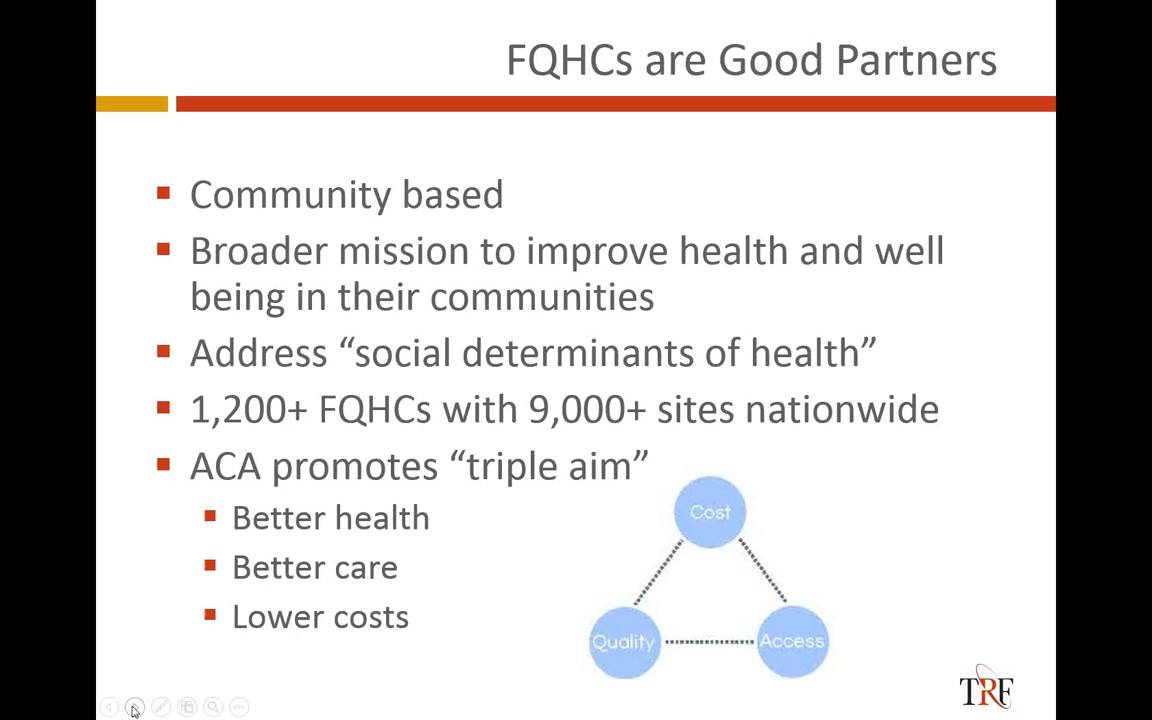 FQHCs are Good Partners
Community based
Broader mission to improve health and well
being in their communities
Address “social determinants of health”
1,200+ FQHCs with 9,000+ sites nationwide
ACA promotes “triple aim”
Better health
Better care
Lower costs
Cost
Quality
Access
TRF